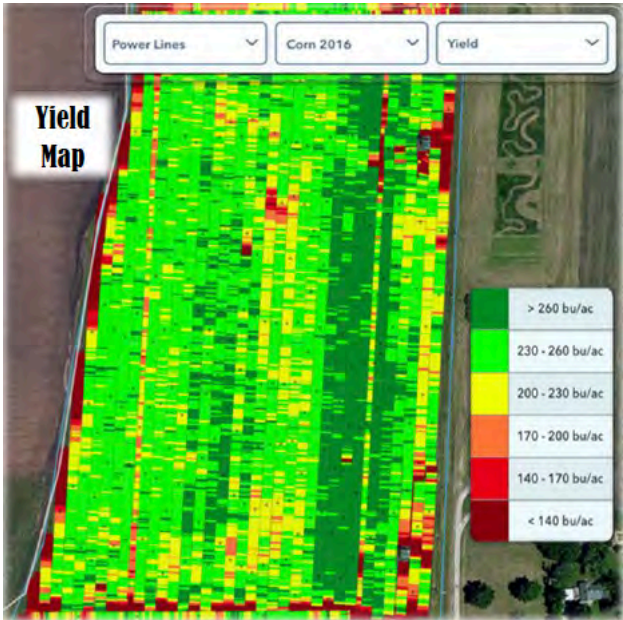 Power Lines
Corn 2016
Yield
Yield
Map
> 260 bu/ac
230 - 260 bu/ac
200 - 230 bu/ac
170 - 200 bu/ac
140 - 170 bu/ac
< 140 bu/ac